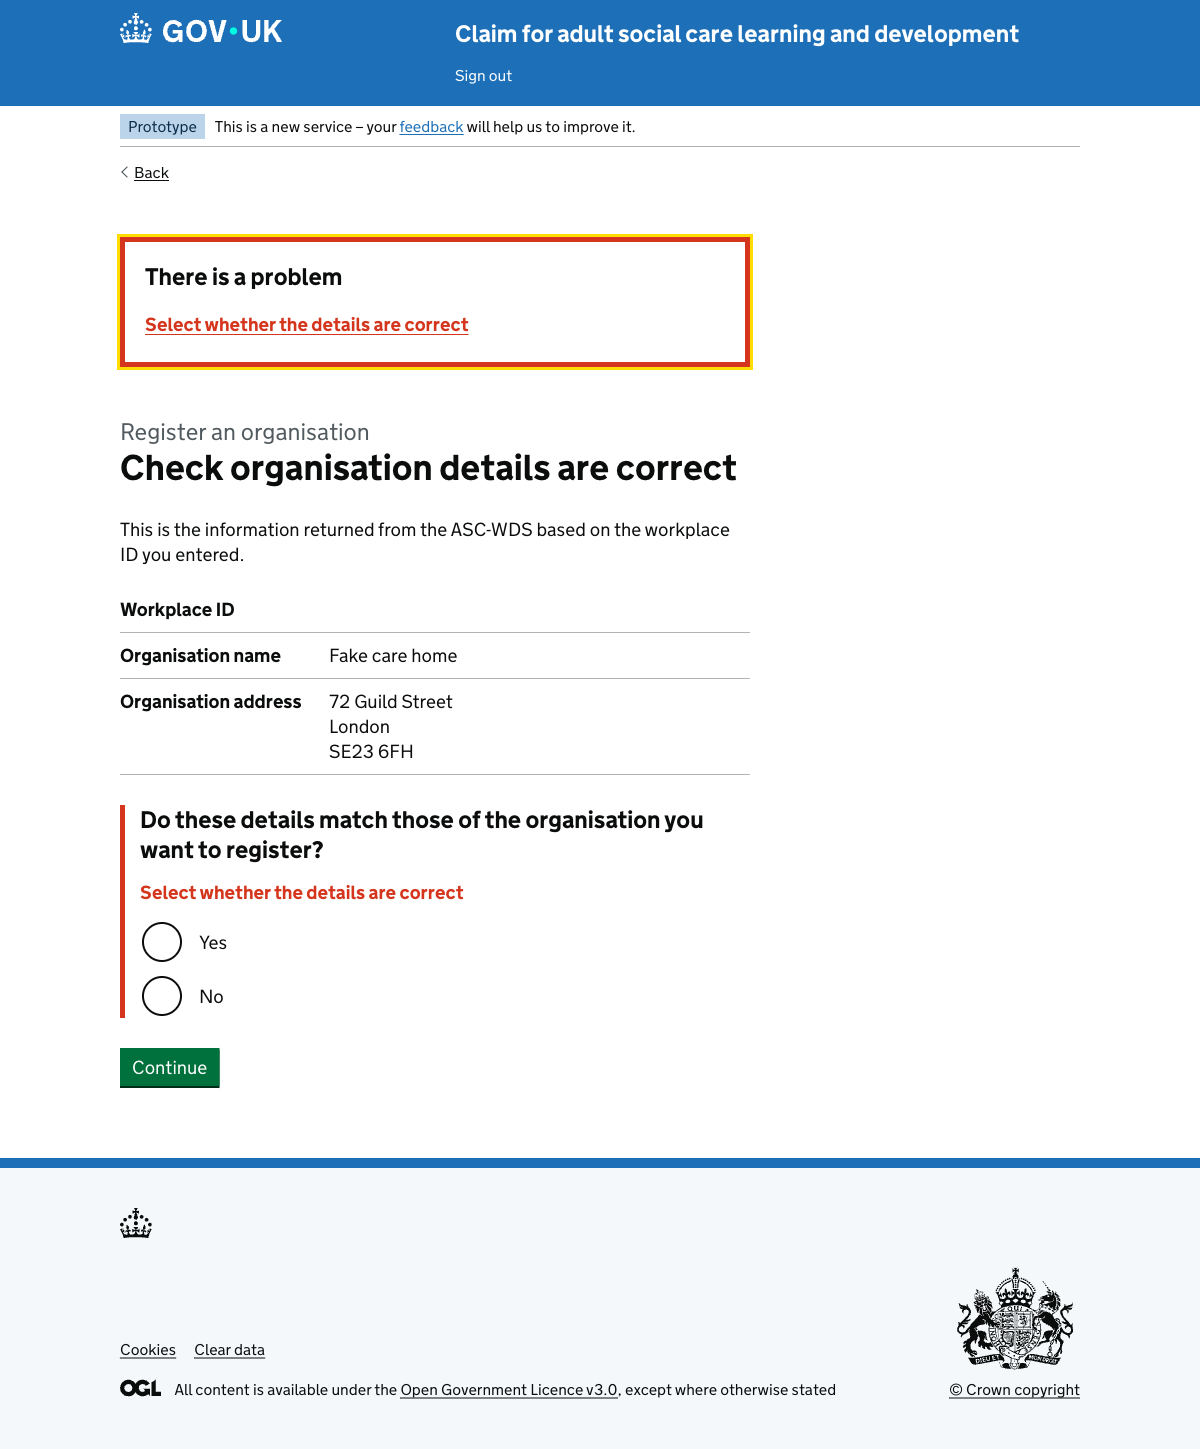 GOV·UK
Claim for adult social care learning and development
Sign out
Prototype This is a new service – your feedback will help us to improve it.
Back
There is a problem
Select whether the details are correct
Register an organisation
Check organisation details are correct
This is the information returned from the ASC-WDS based on the workplace
ID you entered.
Workplace ID
Organisation name Fake care home
Organisation address 72 Guild Street
London
SE23 6FH
Do these details match those of the organisation you
want to register?
Select whether the details are correct
Yes
No
Continue
Cookies Clear data
OGL All content is available under the Open Government Licence v3.0, except where otherwise stated
© Crown copyright